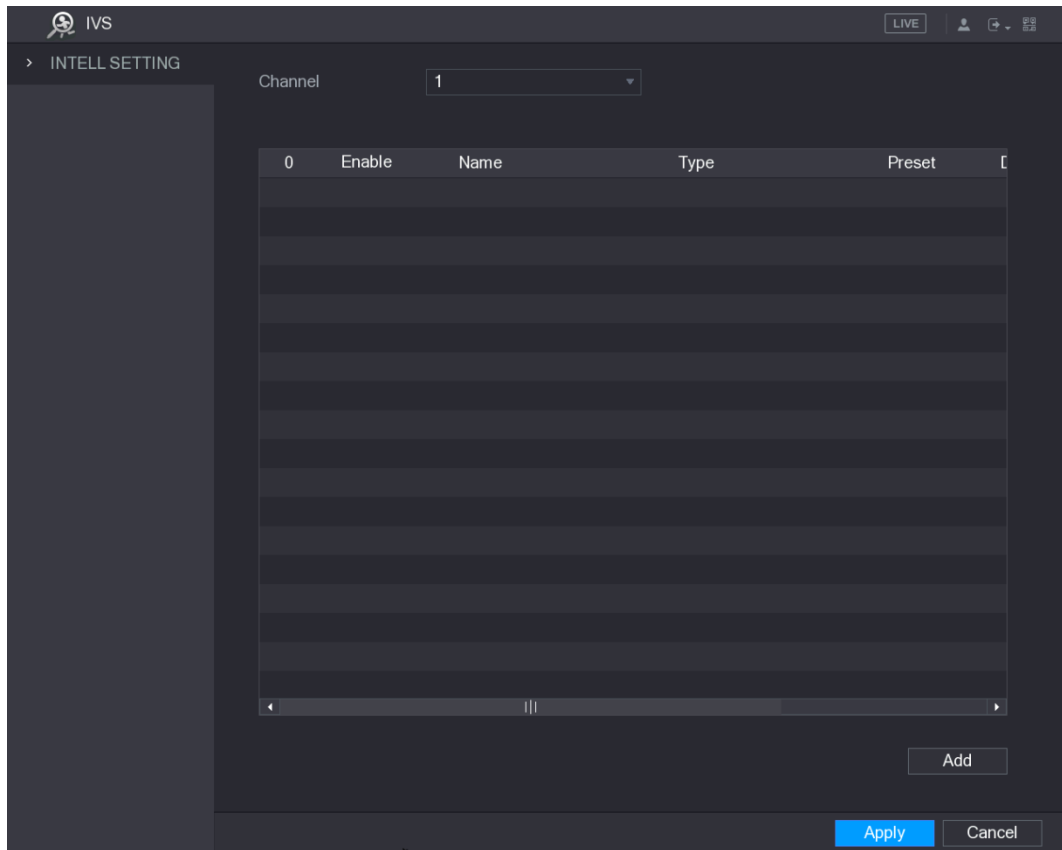 IVS LIVE
INTELL SETTING
Channel 1
0 Enable Name Type Preset
Add
Apply Cancel